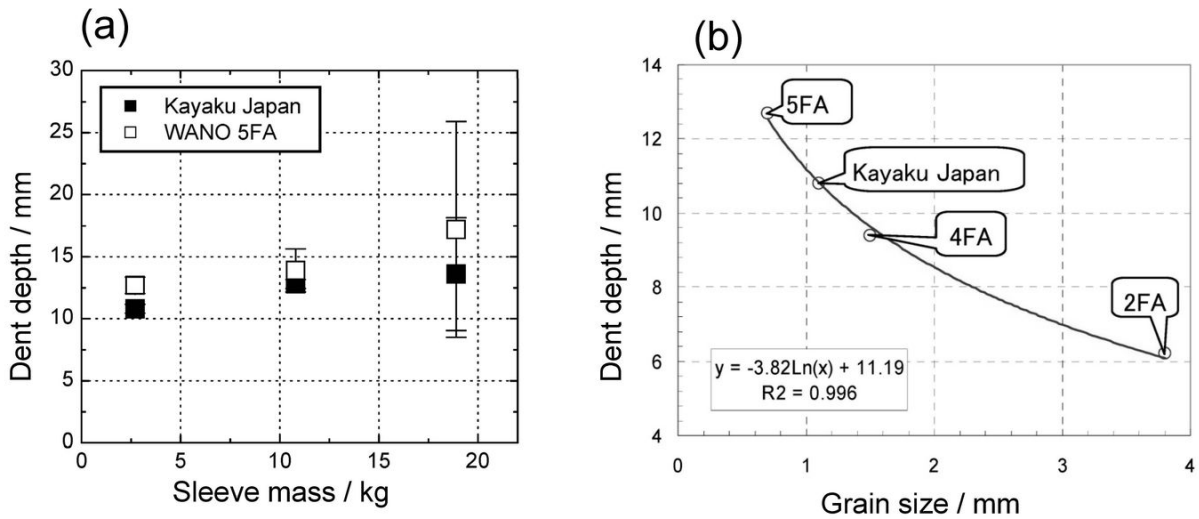 (a)
30
25
20
15
10
5
0
Dent depth / mm
Kayaku Japan
WANO 5FA
0 5 10 15 20
Sleeve mass / kg
(b)
14
12
10
8
6
4
Dent depth / mm
5FA
Kayaku Japan
4FA
2FA
y = -3.82Ln(x) + 11.19
R2 = 0.996
0 1 2 3 4
Grain size / mm